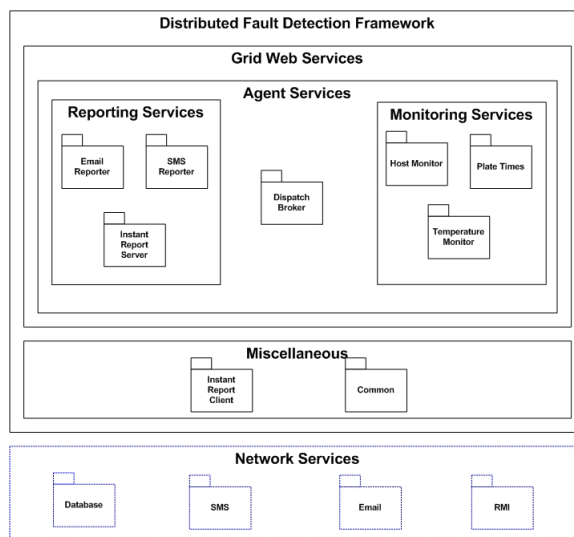 Distributed Fault Detection Framework
Grid Web Services
Agent Services
Reporting Services
Email
Reporter
SMS
Reporter
Instant
Report
Server
Dispatch
Broker
Monitoring Services
Host Monitor
Plate Times
Temperature
Monitor
Miscellaneous
Instant
Report
Client
Common
Network Services
Database
SMS
Email
RMI